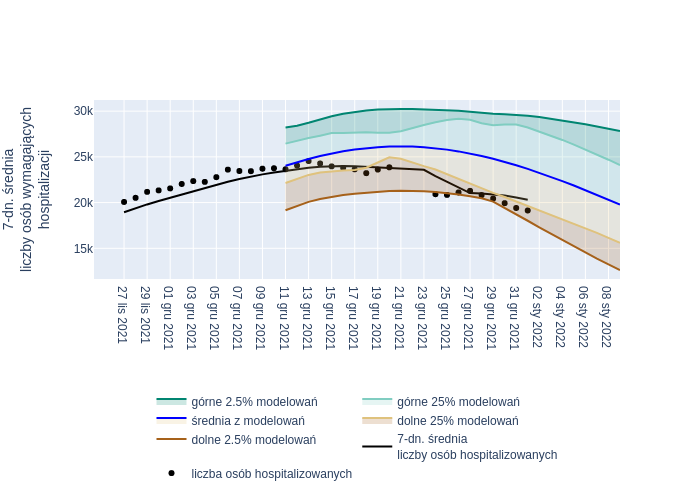 7-dn. średnia
liczby osób wymagających
hospitalizacji
30k
25k
20k
15k
27 lis 2021
29 lis 2021
01 gru 2021
03 gru 2021
05 gru 2021
07 gru 2021
09 gru 2021
11 gru 2021
13 gru 2021
15 gru 2021
17 gru 2021
19 gru 2021
21 gru 2021
23 gru 2021
25 gru 2021
27 gru 2021
29 gru 2021
31 gru 2021
02 sty 2022
04 sty 2022
06 sty 2022
08 sty 2022
górne 2.5% modelowań
górne 25% modelowań
średnia z modelowań
dolne 25% modelowań
dolne 2.5% modelowań
7-dn. średnia
liczby osób hospitalizowanych
liczba osób hospitalizowanych